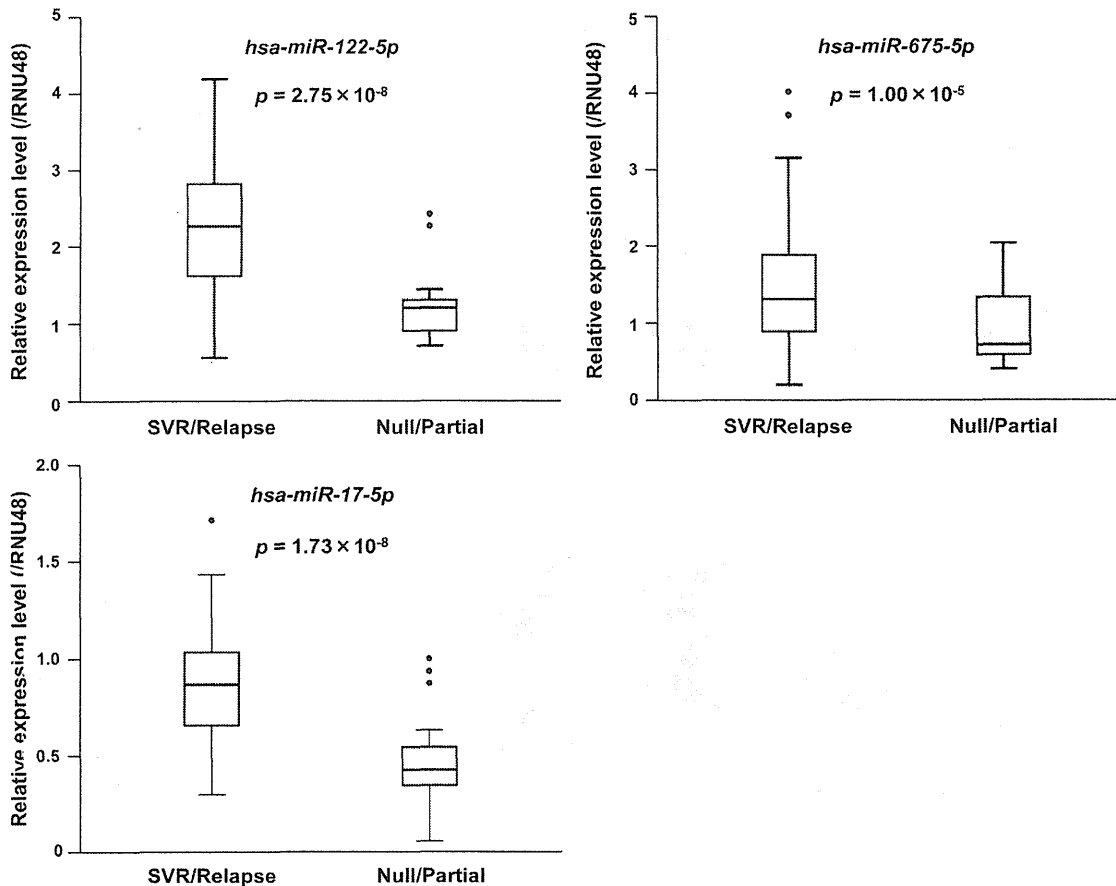 hsa-miR-122-5p
p = 2.75×10-8
Relative expression level (/RNU48)
5
4
3
2
1
0
SVR/Relapse
Null/Partial
hsa-miR-675-5p
p = 1.00×10-5
Relative expression level (/RNU48)
5
4
3
2
1
0
SVR/Relapse
Null/Partial
hsa-miR-17-5p
p = 1.73×10-8
Relative expression level (/RNU48)
2.0
1.5
1.0
0.5
0
SVR/Relapse
Null/Partial